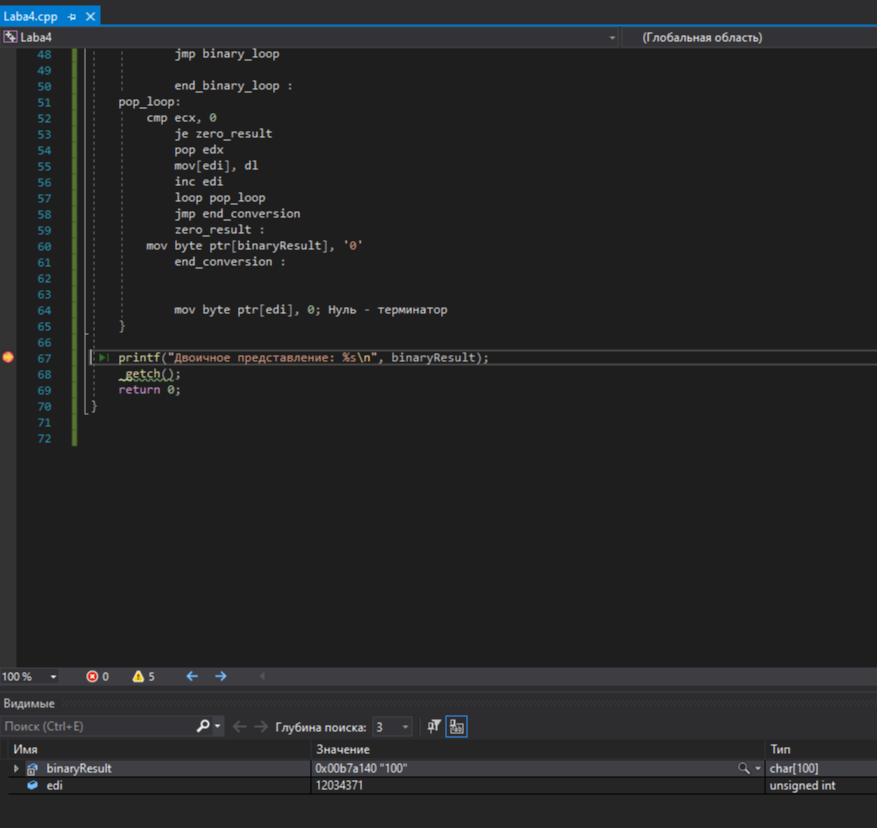 Laba4.cpp
Laba4 (Глобальная область)
48 jmp binary_loop
49
50 end_binary_loop :
51 pop_loop:
52 cmp ecx, 0
53 je zero_result
54 pop edx
55 mov[edi], dl
56 inc edi
57 loop pop_loop
58 jmp end_conversion
59 zero_result :
60 mov byte ptr[binaryResult], '0'
61 end_conversion :
62
63
64 mov byte ptr[edi], 0; Нуль - терминатор
65 }
66
67 printf("Двоичное представление: %s\n", binaryResult);
68 _getch();
69 return 0;
70 }
71
72
100 % 0 5
Видимые
Поиск (Ctrl+E) Глубина поиска: 3
Имя Значение Тип
binaryResult 0x00b7a140 "100" char[100]
edi 12034371 unsigned int